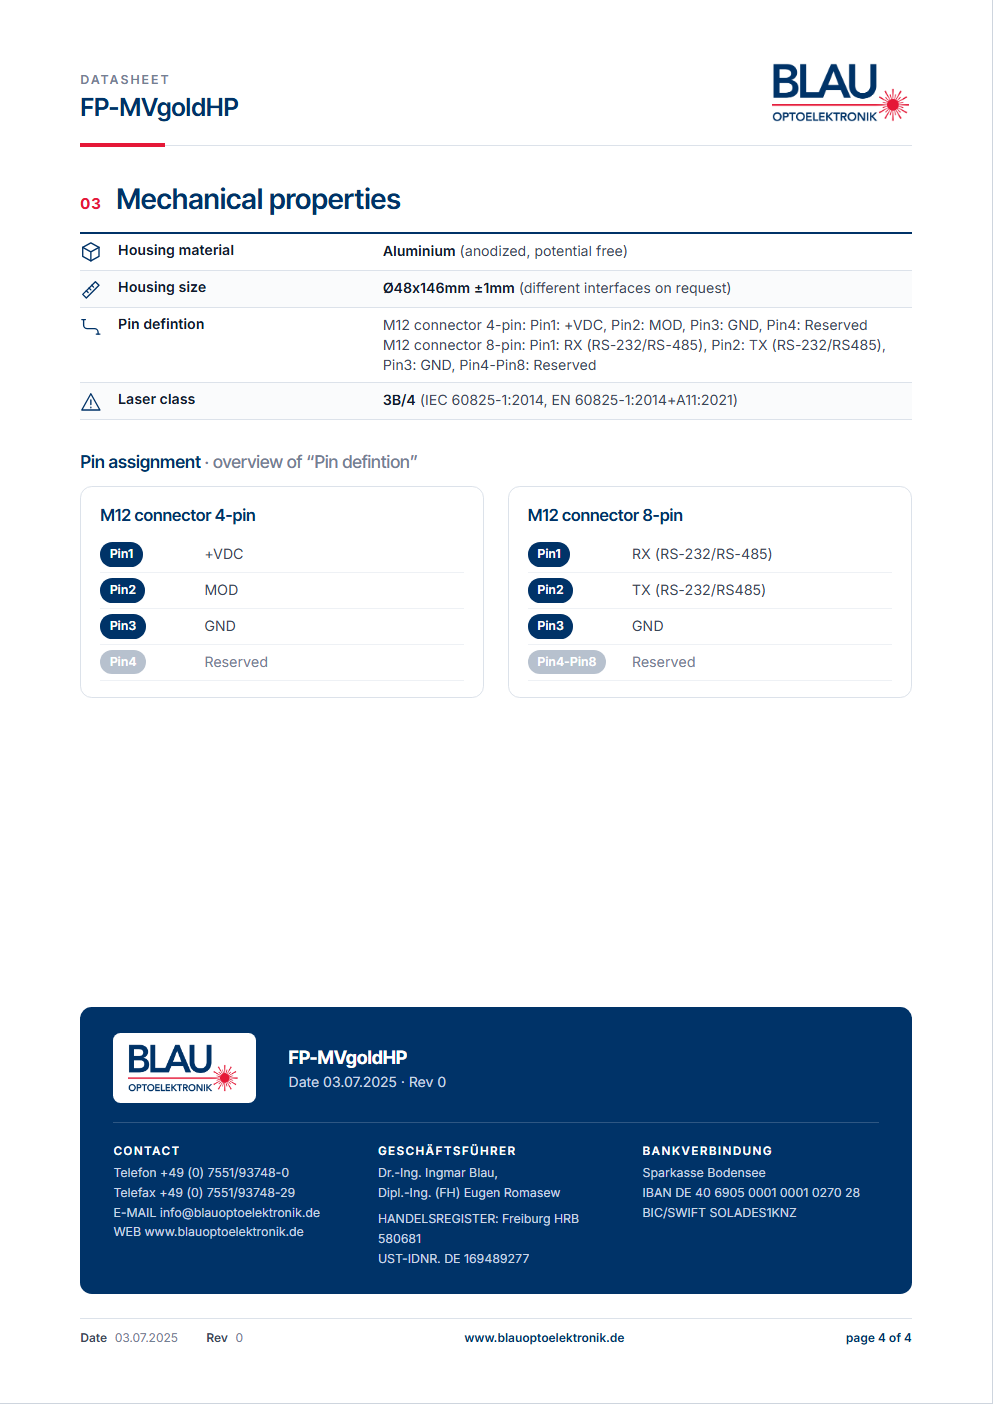 DATASHEET
FP-MVgoldHP
BLAU
OPTOELEKTRONIK
03 Mechanical properties
Housing material Aluminium (anodized, potential free)
Housing size Ø48x146mm ±1mm (different interfaces on request)
Pin defintion M12 connector 4-pin: Pin1: +VDC, Pin2: MOD, Pin3: GND, Pin4: Reserved
M12 connector 8-pin: Pin1: RX (RS-232/RS-485), Pin2: TX (RS-232/RS485),
Pin3: GND, Pin4-Pin8: Reserved
Laser class 3B/4 (IEC 60825-1:2014, EN 60825-1:2014+A11:2021)
Pin assignment · overview of “Pin defintion”
M12 connector 4-pin
Pin1 +VDC
Pin2 MOD
Pin3 GND
Pin4 Reserved
M12 connector 8-pin
Pin1 RX (RS-232/RS-485)
Pin2 TX (RS-232/RS485)
Pin3 GND
Pin4-Pin8 Reserved
BLAU
OPTOELEKTRONIK
FP-MVgoldHP
Date 03.07.2025 · Rev 0
CONTACT
Telefon +49 (0) 7551/93748-0
Telefax +49 (0) 7551/93748-29
E-MAIL info@blauoptoelektronik.de
WEB www.blauoptoelektronik.de
GESCHÄFTSFÜHRER
Dr.-Ing. Ingmar Blau,
Dipl.-Ing. (FH) Eugen Romasew
HANDELSREGISTER: Freiburg HRB
580681
UST-IDNR. DE 169489277
BANKVERBINDUNG
Sparkasse Bodensee
IBAN DE 40 6905 0001 0001 0270 28
BIC/SWIFT SOLADES1KNZ
Date 03.07.2025 Rev 0 www.blauoptoelektronik.de page 4 of 4